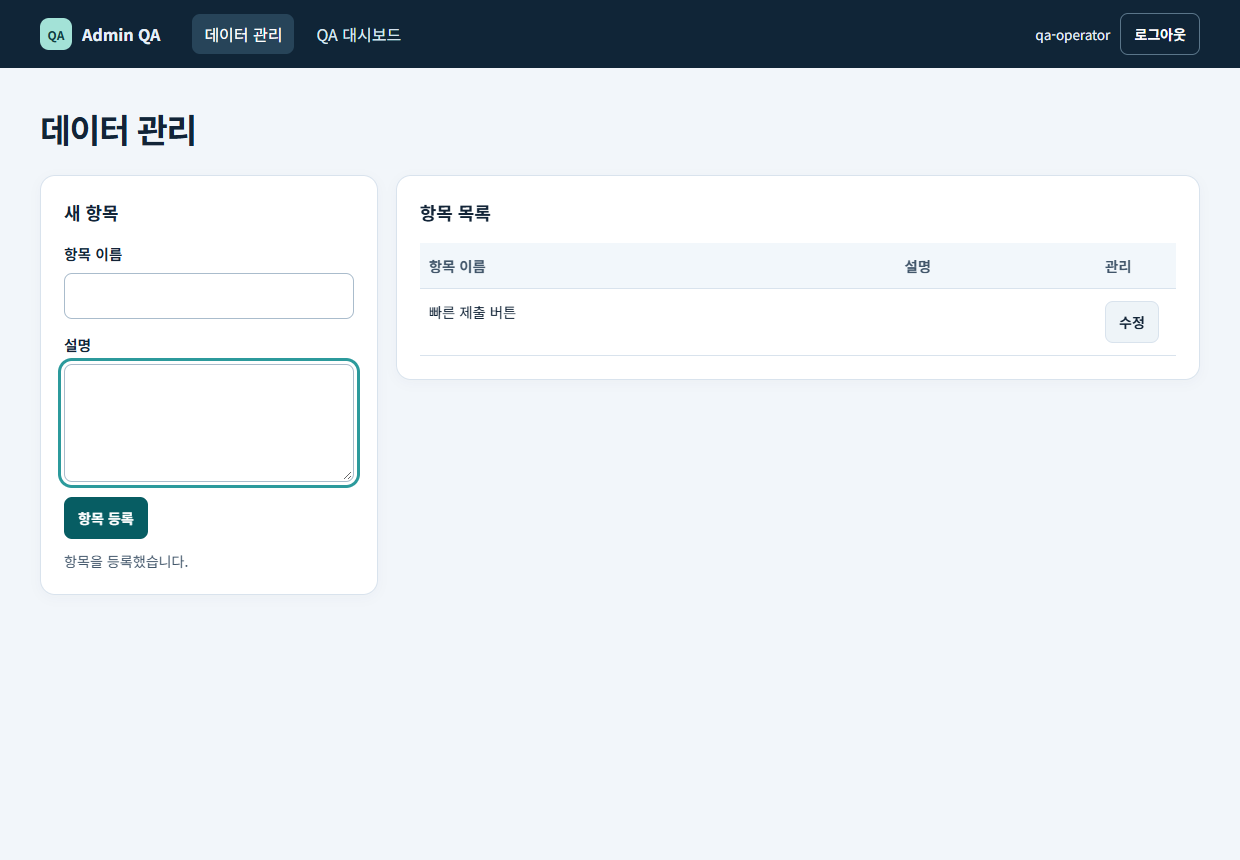 QA Admin QA 데이터 관리 QA 대시보드 qa-operator 로그아웃
데이터 관리
새 항목
항목 이름
설명
항목 등록
항목을 등록했습니다.
항목 목록
항목 이름 설명 관리
빠른 제출 버튼 수정